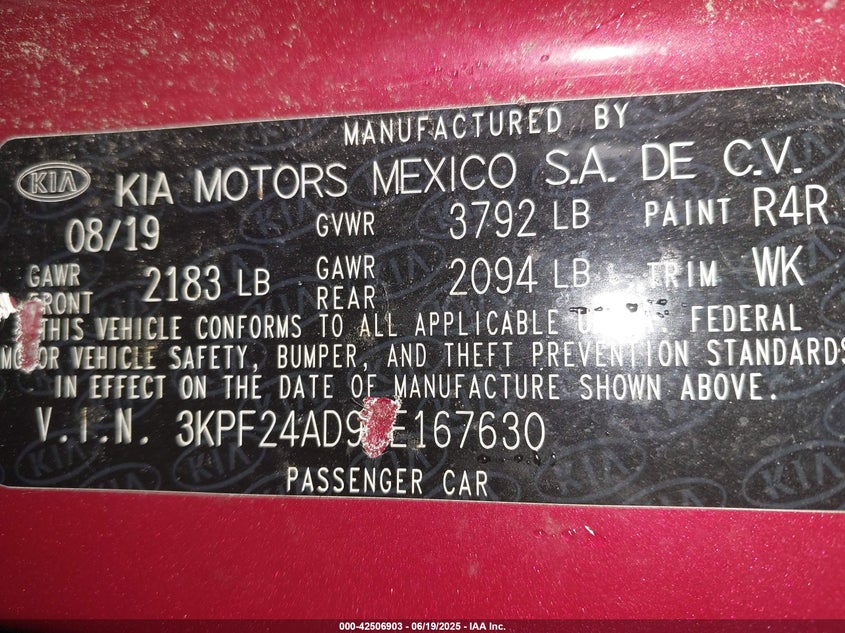 MANUFACTURED BY
KIA KIA MOTORS MEXICO S.A. DE C.V.
08/19 GVWR 3792 LB PAINT R4R
GAWR FRONT 2183 LB GAWR REAR 2094 LB TRIM WK
THIS VEHICLE CONFORMS TO ALL APPLICABLE FEDERAL
VEHICLE SAFETY, BUMPER, AND THEFT PREVENTION STANDARDS
IN EFFECT ON THE DATE OF MANUFACTURE SHOWN ABOVE.
V.I.N. 3KPF24AD9 E167630
PASSENGER CAR
000-42506903 - 06/19/2025 - IAA Inc.